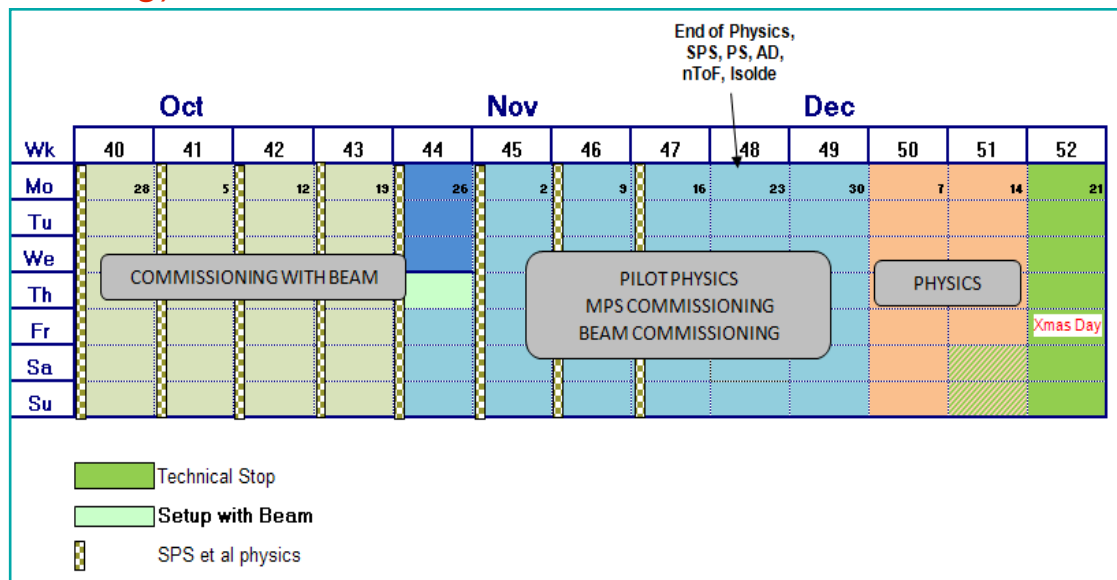 End of Physics,
SPS, PS, AD,
nToF, Isolde
Oct Nov Dec
Wk 40 41 42 43 44 45 46 47 48 49 50 51 52
Mo 28 5 12 19 26 2 9 16 23 30 7 14 21
Tu
We
COMMISSIONING WITH BEAM
Th
PILOT PHYSICS
MPS COMMISSIONING
BEAM COMMISSIONING
PHYSICS
Fr
Xmas Day
Sa
Su
Technical Stop
Setup with Beam
SPS et al physics